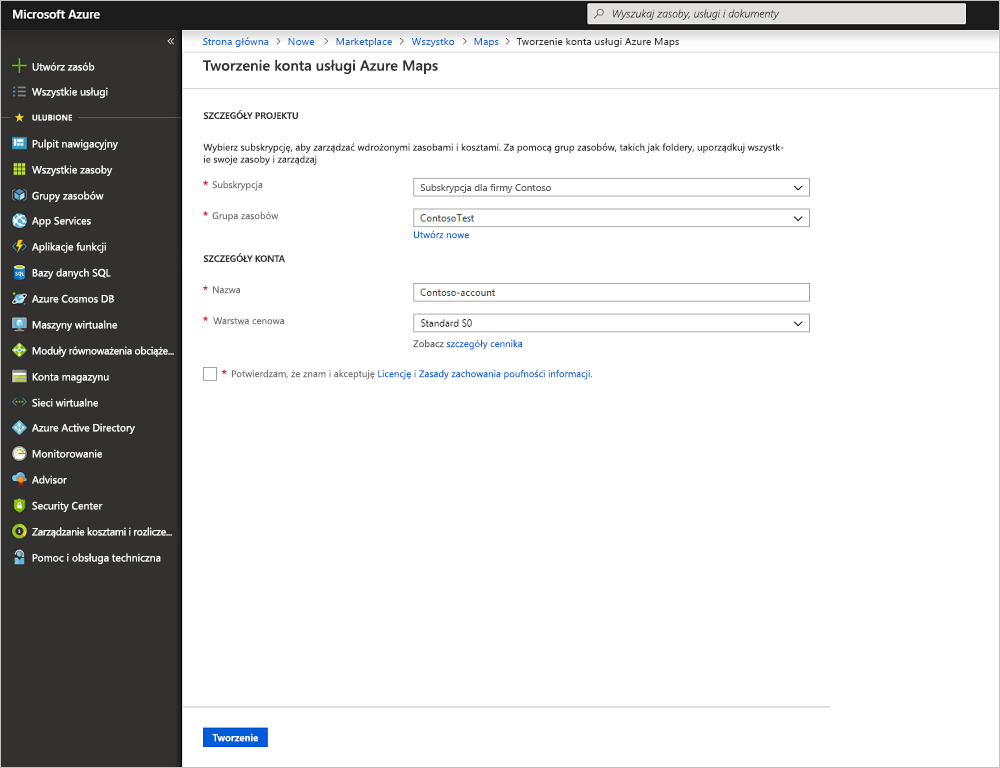 Microsoft Azure
Wyszukaj zasoby, usługi i dokumenty
«
Utwórz zasób
Wszystkie usługi
ULUBIONE
Pulpit nawigacyjny
Wszystkie zasoby
Grupy zasobów
App Services
Aplikacje funkcji
Bazy danych SQL
Azure Cosmos DB
Maszyny wirtualne
Moduły równoważenia obciąże...
Konta magazynu
Sieci wirtualne
Azure Active Directory
Monitorowanie
Advisor
Security Center
Zarządzanie kosztami i rozlicze...
Pomoc i obsługa techniczna
Strona główna > Nowe > Marketplace > Wszystko > Maps > Tworzenie konta usługi Azure Maps
Tworzenie konta usługi Azure Maps
SZCZEGÓŁY PROJEKTU
Wybierz subskrypcję, aby zarządzać wdrożonymi zasobami i kosztami. Za pomocą grup zasobów, takich jak foldery, uporządkuj wszystk-
ie swoje zasoby i zarządzaj
* Subskrypcja
Subskrypcja dla firmy Contoso
* Grupa zasobów
ContosoTest
Utwórz nowe
SZCZEGÓŁY KONTA
* Nazwa
Contoso-account
* Warstwa cenowa
Standard S0
Zobacz szczegóły cennika
* Potwierdzam, że znam i akceptuję Licencję i Zasady zachowania poufności informacji.
Tworzenie